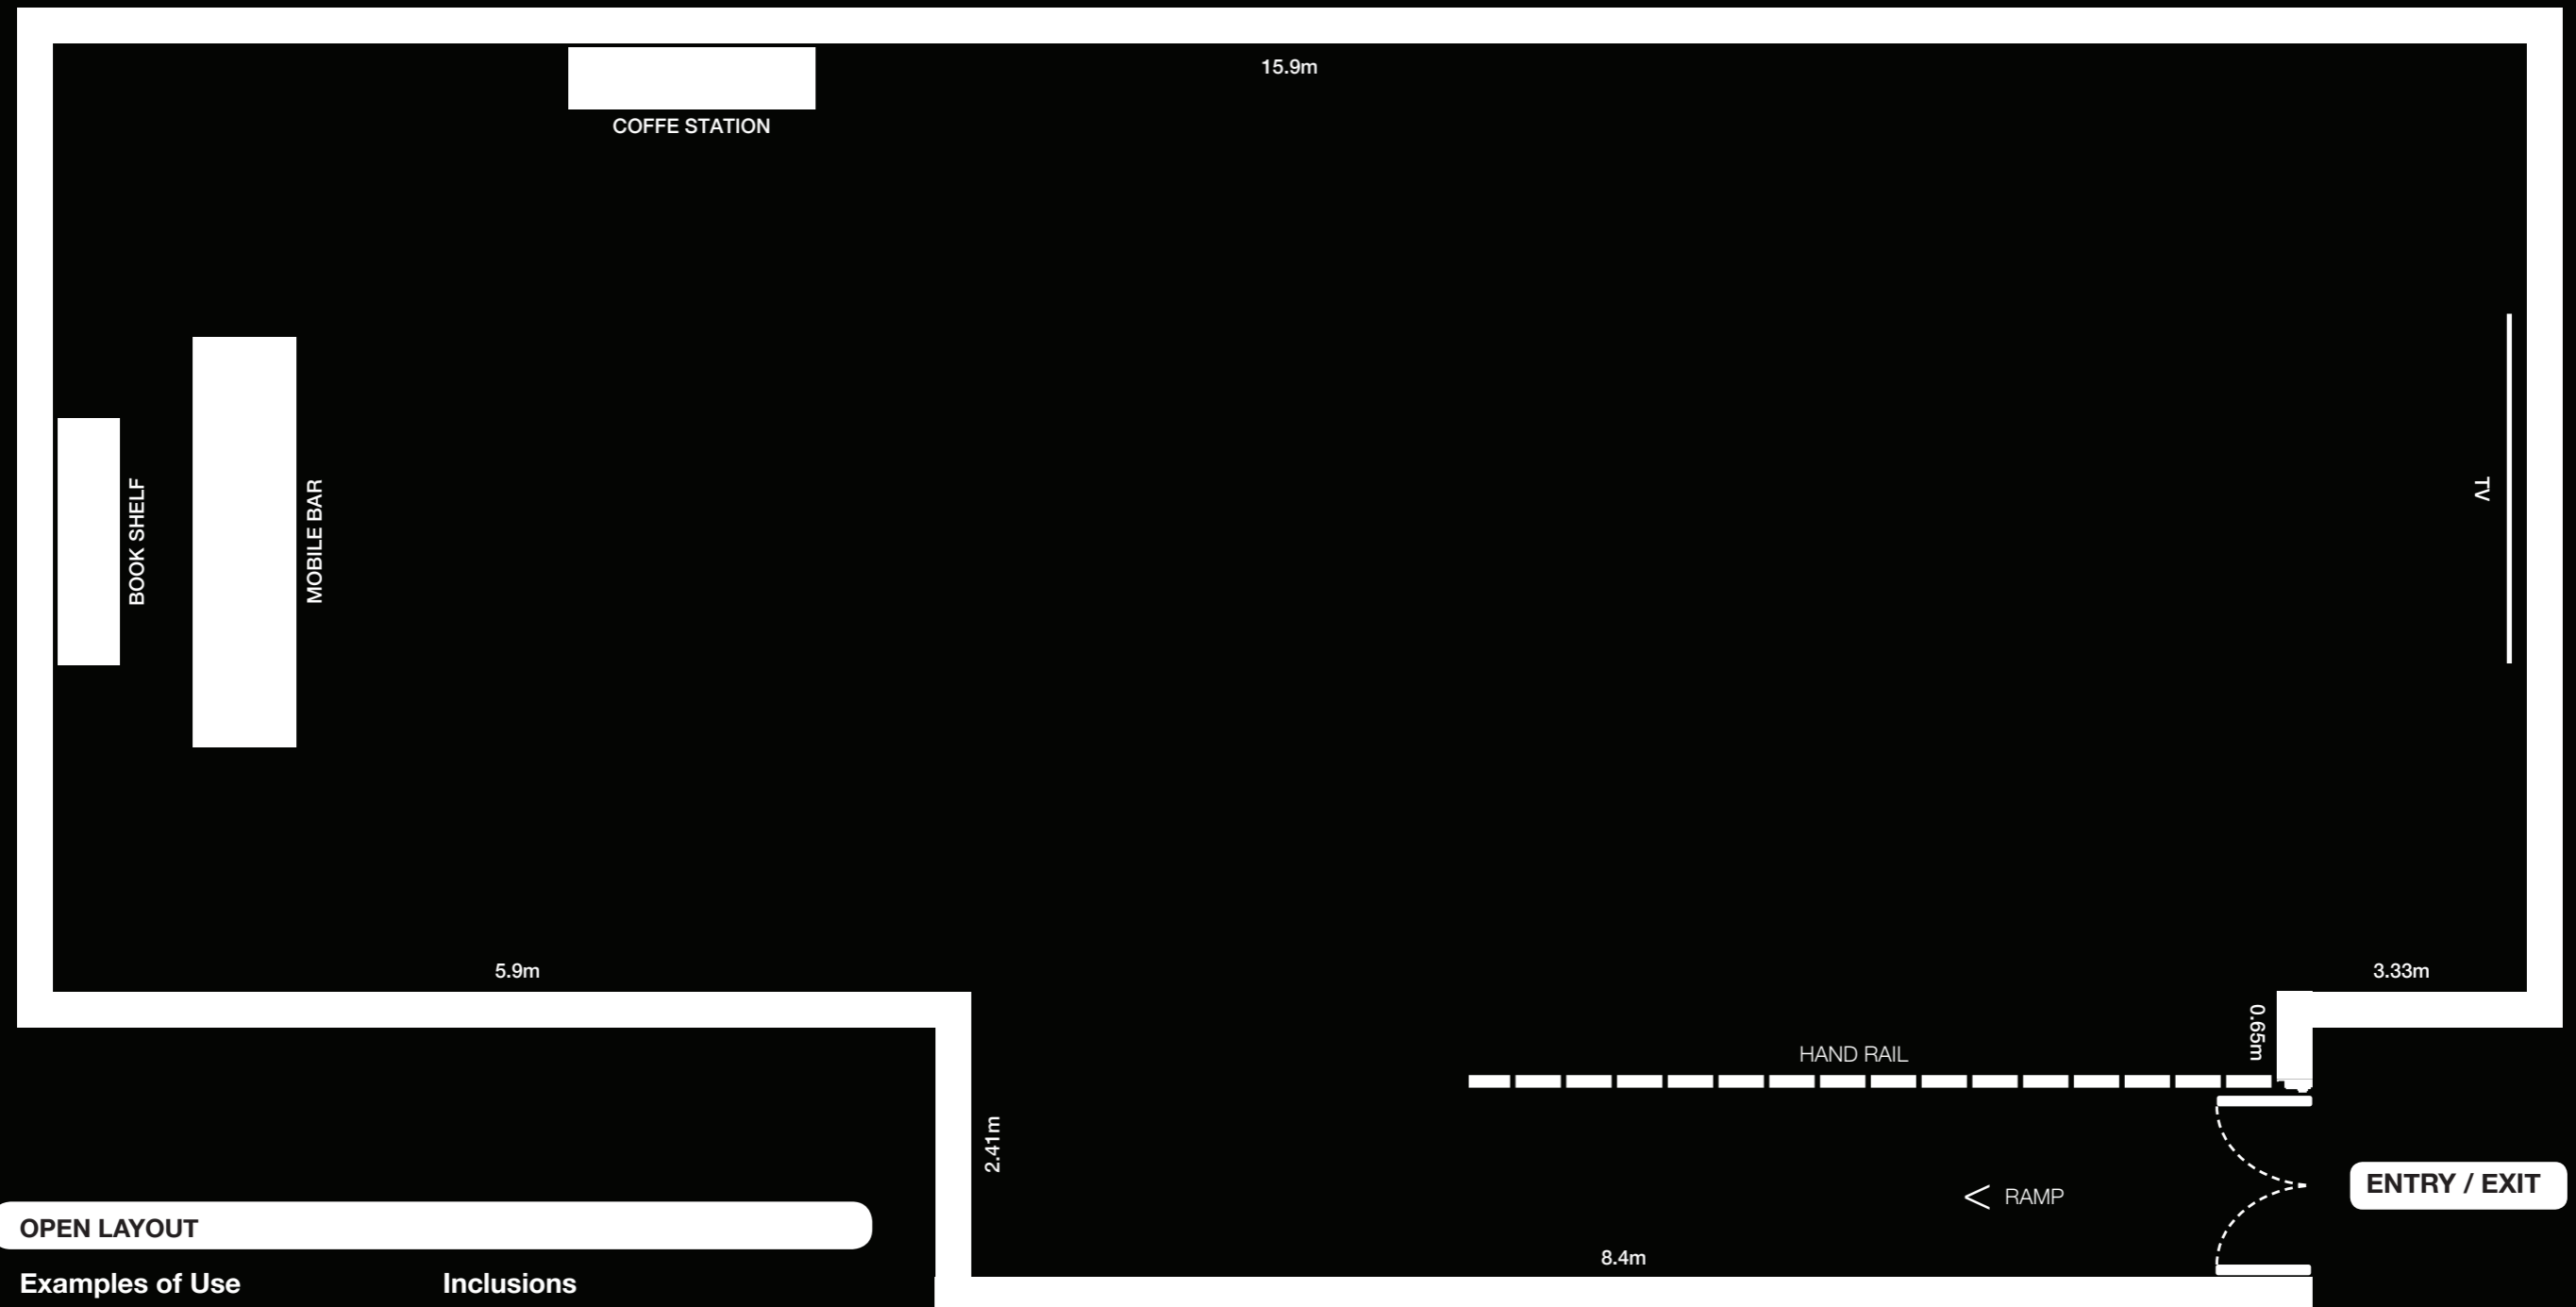 15.9m
COFFE STATION
BOOK SHELF
MOBILE BAR
TV
5.9m
3.33m
0.65m
HAND RAIL
2.41m
ENTRY / EXIT
< RAMP
OPEN LAYOUT
8.4m
Examples of Use
Inclusions